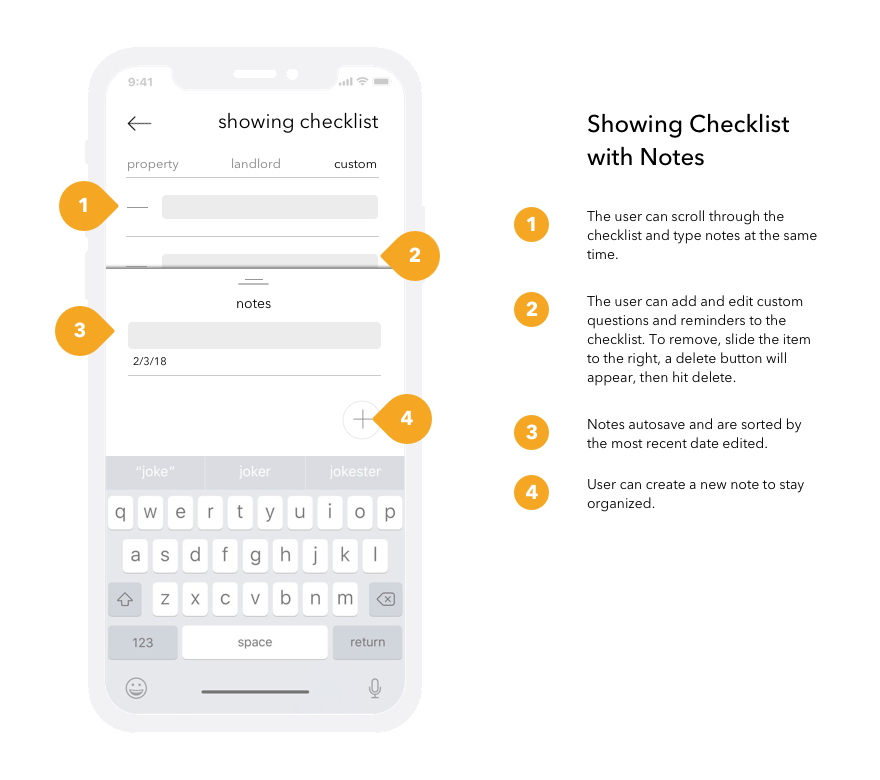 9:41
showing checklist
property landlord custom
1
2
notes
3
2/3/18
4
“joke” joker jokester
q w e r t y u i o p
a s d f g h j k l
z x c v b n m
123 space return
Showing Checklist
with Notes
1
The user can scroll through the
checklist and type notes at the same
time.
2
The user can add and edit custom
questions and reminders to the
checklist. To remove, slide the item
to the right, a delete button will
appear, then hit delete.
3
Notes autosave and are sorted by
the most recent date edited.
4
User can create a new note to stay
organized.